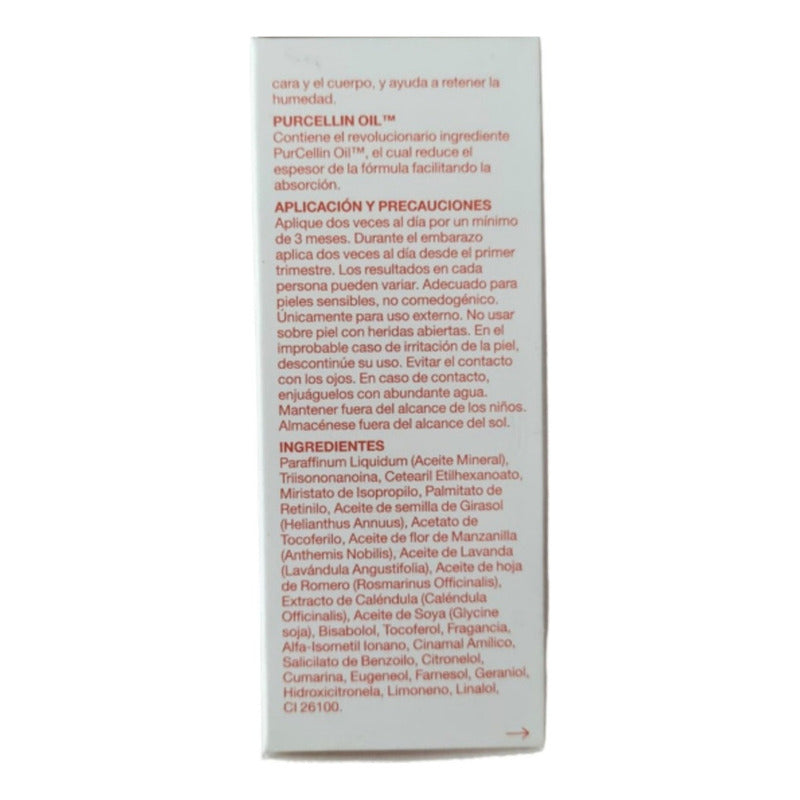 cara y el cuerpo, y ayuda a retener la
humedad.
PURCELLIN OIL™
Contiene el revolucionario ingrediente
PurCellin Oil™, el cual reduce el
espesor de la fórmula facilitando la
absorción.
APLICACIÓN Y PRECAUCIONES
Aplique dos veces al día por un mínimo
de 3 meses. Durante el embarazo
aplica dos veces al día desde el primer
trimestre. Los resultados en cada
persona pueden variar. Adecuado para
pieles sensibles, no comedogénico.
Únicamente para uso externo. No usar
sobre piel con heridas abiertas. En el
improbable caso de irritación de la piel,
descontinúe su uso. Evitar el contacto
con los ojos. En caso de contacto,
enjuáguelos con abundante agua.
Mantener fuera del alcance de los niños.
Almacénese fuera del alcance del sol.
INGREDIENTES
Paraffinum Liquidum (Aceite Mineral),
Triisononanoina, Cetearil Etilhexanoato,
Miristato de Isopropilo, Palmitato de
Retinilo, Aceite de semilla de Girasol
(Helianthus Annuus), Acetato de
Tocoferilo, Aceite de flor de Manzanilla
(Anthemis Nobilis), Aceite de Lavanda
(Lavándula Angustifolia), Aceite de hoja
de Romero (Rosmarinus Officinalis),
Extracto de Caléndula (Caléndula
Officinalis), Aceite de Soya (Glycine
soja), Bisabolol, Tocoferol, Fragancia,
Alfa-Isometil Ionano, Cinamal Amílico,
Salicilato de Benzoilo, Citronelol,
Cumarina, Eugeneol, Farnesol, Geraniol,
Hidroxicitronela, Limoneno, Linalol,
CI 26100.